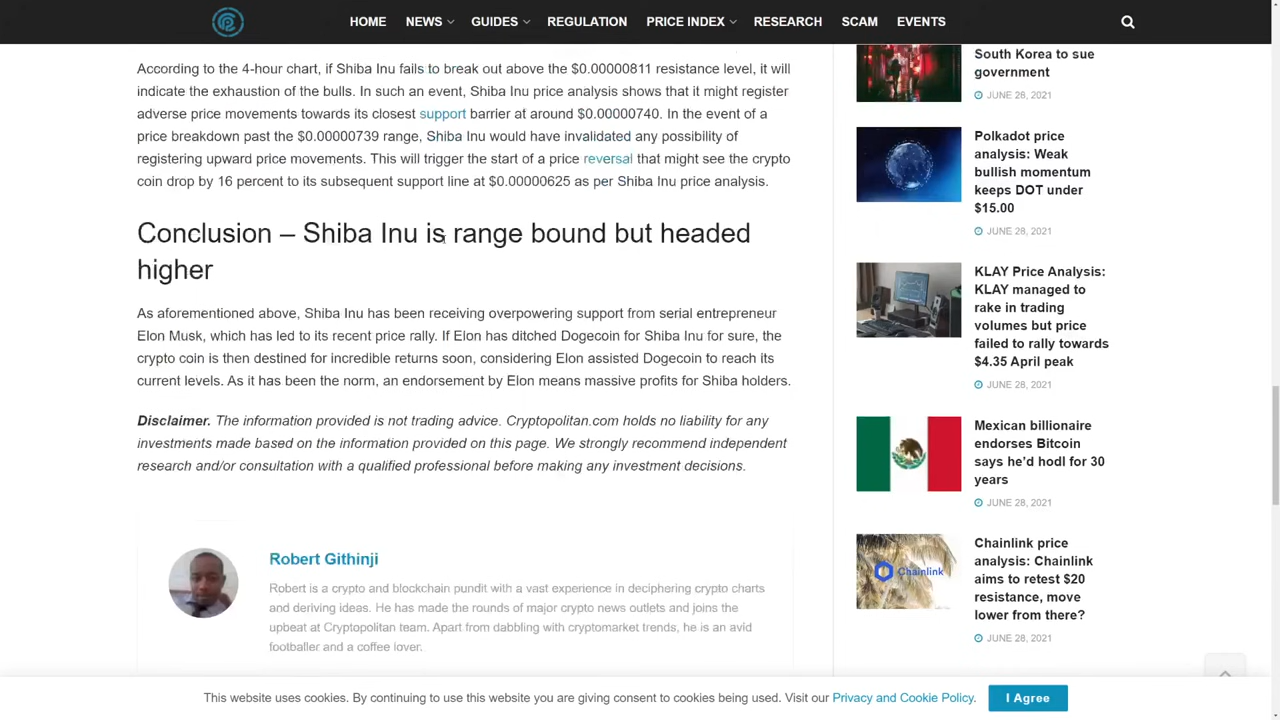 HOME NEWS GUIDES REGULATION PRICE INDEX RESEARCH SCAM EVENTS
According to the 4-hour chart, if Shiba Inu fails to break out above the $0.00000811 resistance level, it will
indicate the exhaustion of the bulls. In such an event, Shiba Inu price analysis shows that it might register
adverse price movements towards its closest support barrier at around $0.00000740. In the event of a
price breakdown past the $0.00000739 range, Shiba Inu would have invalidated any possibility of
registering upward price movements. This will trigger the start of a price reversal that might see the crypto
coin drop by 16 percent to its subsequent support line at $0.00000625 as per Shiba Inu price analysis.
Conclusion – Shiba Inu is range bound but headed
higher
As aforementioned above, Shiba Inu has been receiving overpowering support from serial entrepreneur
Elon Musk, which has led to its recent price rally. If Elon has ditched Dogecoin for Shiba Inu for sure, the
crypto coin is then destined for incredible returns soon, considering Elon assisted Dogecoin to reach its
current levels. As it has been the norm, an endorsement by Elon means massive profits for Shiba holders.
Disclaimer. The information provided is not trading advice. Cryptopolitan.com holds no liability for any
investments made based on the information provided on this page. We strongly recommend independent
research and/or consultation with a qualified professional before making any investment decisions.
Robert Githinji
Robert is a crypto and blockchain pundit with a vast experience in deciphering crypto charts
and deriving ideas. He has made the rounds of major crypto news outlets and joins the
upbeat at Cryptopolitan team. Apart from dabbling with cryptomarket trends, he is an avid
footballer and a coffee lover.
South Korea to sue
government
JUNE 28, 2021
Polkadot price
analysis: Weak
bullish momentum
keeps DOT under
$15.00
JUNE 28, 2021
KLAY Price Analysis:
KLAY managed to
rake in trading
volumes but price
failed to rally towards
$4.35 April peak
JUNE 28, 2021
Mexican billionaire
endorses Bitcoin
says he'd hodl for 30
years
JUNE 28, 2021
Chainlink
Chainlink price
analysis: Chainlink
aims to retest $20
resistance, move
lower from there?
JUNE 28, 2021
This website uses cookies. By continuing to use this website you are giving consent to cookies being used. Visit our Privacy and Cookie Policy. I Agree